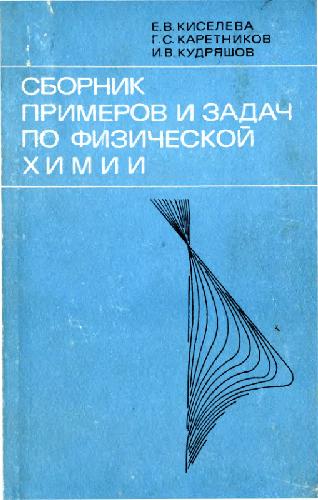 Е.В. КИСЕЛЕВА
Г.С. КАРЕТНИКОВ
И.В. КУДРЯШОВ
СБОРНИК
ПРИМЕРОВ И ЗАДАЧ
ПО ФИЗИЧЕСКОЙ
ХИМИИ